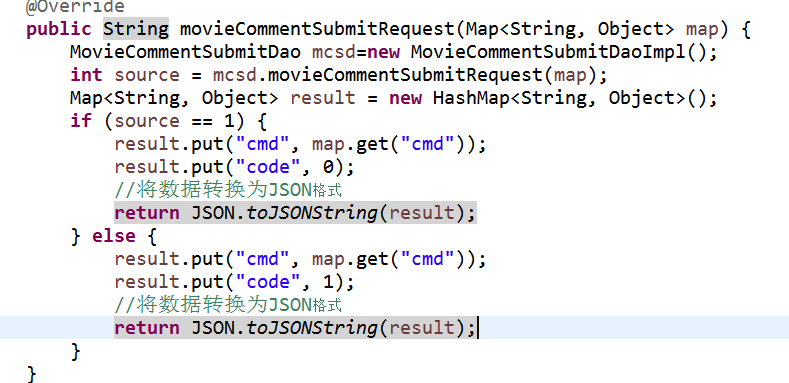 @Override
public String movieCommentSubmitRequest(Map<String, Object> map) {
    MovieCommentSubmitDao mcsd=new MovieCommentSubmitDaoImpl();
    int source = mcsd.movieCommentSubmitRequest(map);
    Map<String, Object> result = new HashMap<String, Object>();
    if (source == 1) {
        result.put("cmd", map.get("cmd"));
        result.put("code", 0);
        //将数据转换为JSON格式
        return JSON.toJSONString(result);
    } else {
        result.put("cmd", map.get("cmd"));
        result.put("code", 1);
        //将数据转换为JSON格式
        return JSON.toJSONString(result);
    }
}